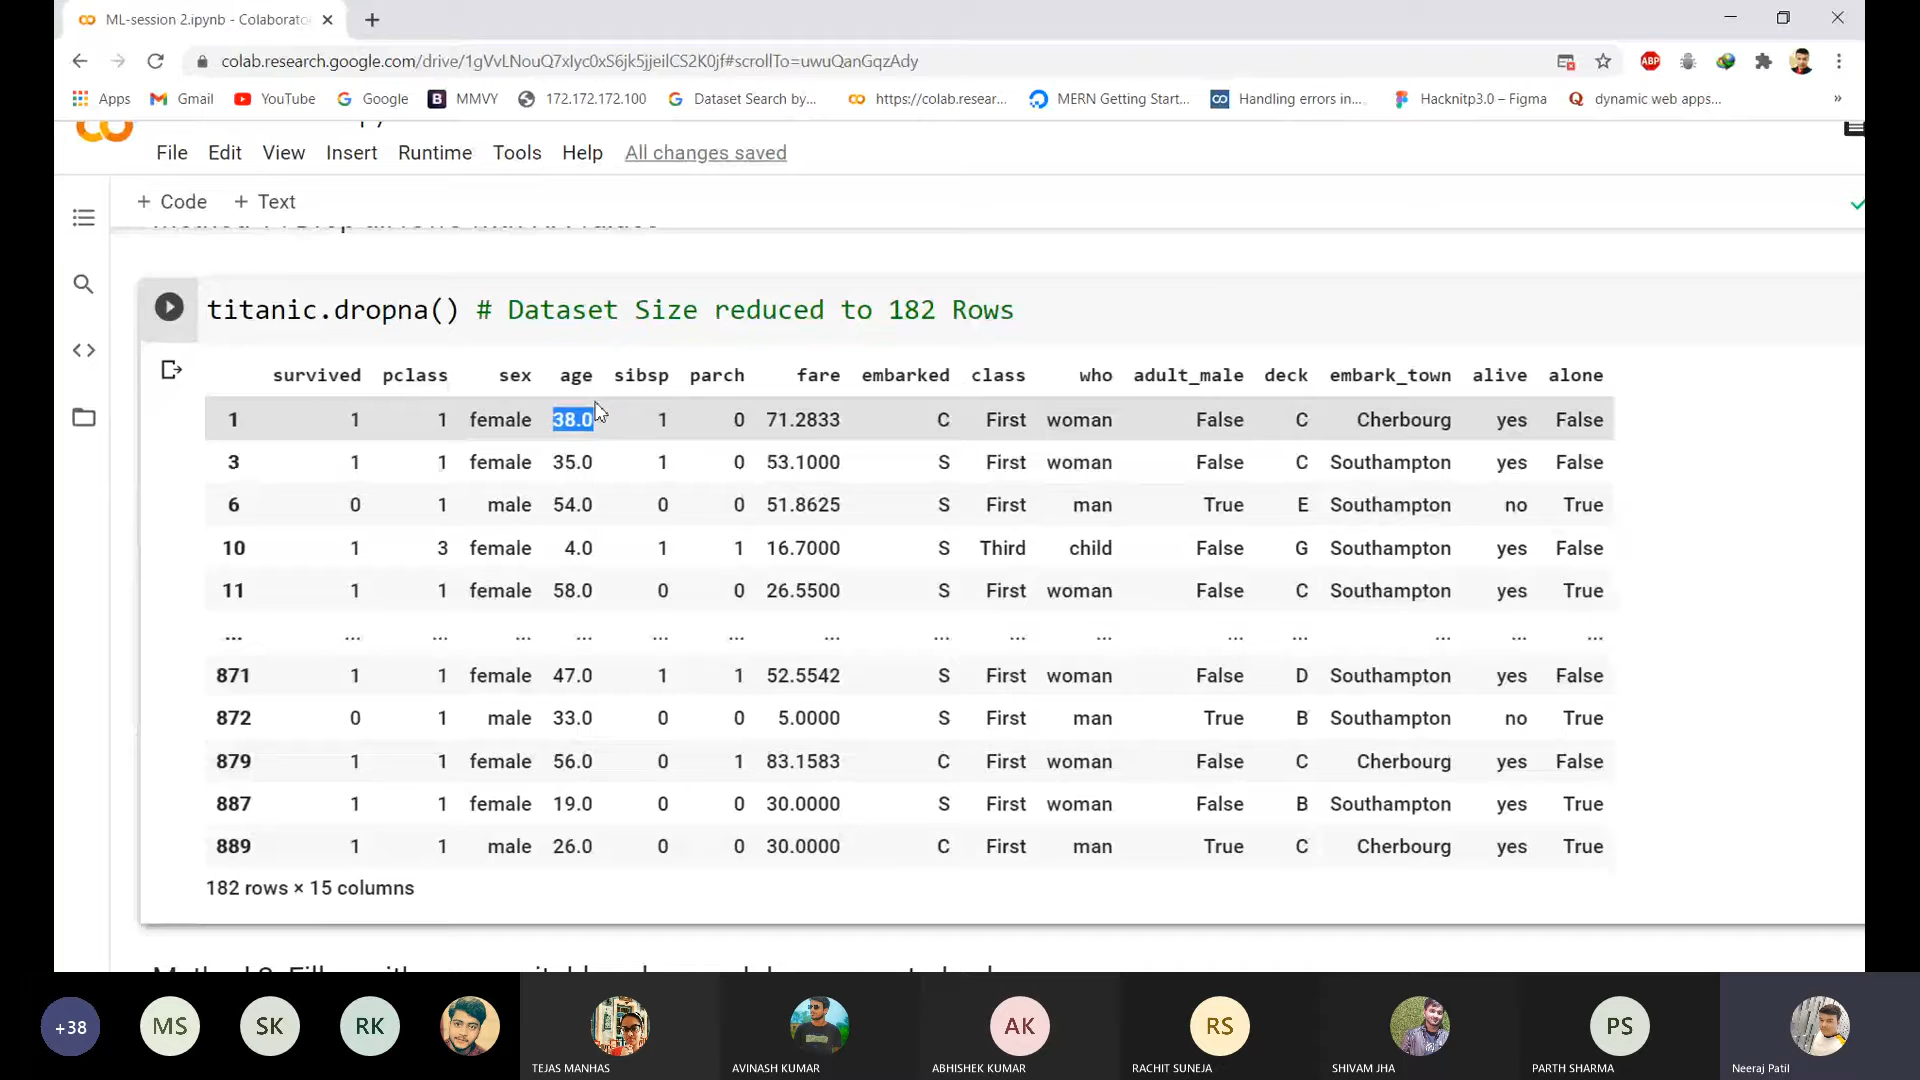 ML-session 2.ipynb - Colaborato
colab.research.google.com/drive/1gVvLNouQ7xIyc0xS6jk5jjeilCS2K0jf#scrollTo=uwuQanGqzAdy
ABP
Apps Gmail YouTube Google MMVY 172.172.172.100 Dataset Search by... https://colab.resear... MERN Getting Start... Handling errors in... Hacknitp3.0 – Figma dynamic web apps... »
File Edit View Insert Runtime Tools Help All changes saved
+ Code + Text
titanic.dropna() # Dataset Size reduced to 182 Rows
survived pclass sex age sibsp parch fare embarked class who adult_male deck embark_town alive alone
1 1 1 female 38.0 1 0 71.2833 C First woman False C Cherbourg yes False
3 1 1 female 35.0 1 0 53.1000 S First woman False C Southampton yes False
6 0 1 male 54.0 0 0 51.8625 S First man True E Southampton no True
10 1 3 female 4.0 1 1 16.7000 S Third child False G Southampton yes False
11 1 1 female 58.0 0 0 26.5500 S First woman False C Southampton yes True
... ... ... ... ... ... ... ... ... ... ... ... ... ... ... ...
871 1 1 female 47.0 1 1 52.5542 S First woman False D Southampton yes False
872 0 1 male 33.0 0 0 5.0000 S First man True B Southampton no True
879 1 1 female 56.0 0 1 83.1583 C First woman False C Cherbourg yes False
887 1 1 female 19.0 0 0 30.0000 S First woman False B Southampton yes True
889 1 1 male 26.0 0 0 30.0000 C First man True C Cherbourg yes True
182 rows × 15 columns
+38 MS SK RK AK RS PS
TEJAS MANHAS AVINASH KUMAR ABHISHEK KUMAR RACHIT SUNEJA SHIVAM JHA PARTH SHARMA Neeraj Patil